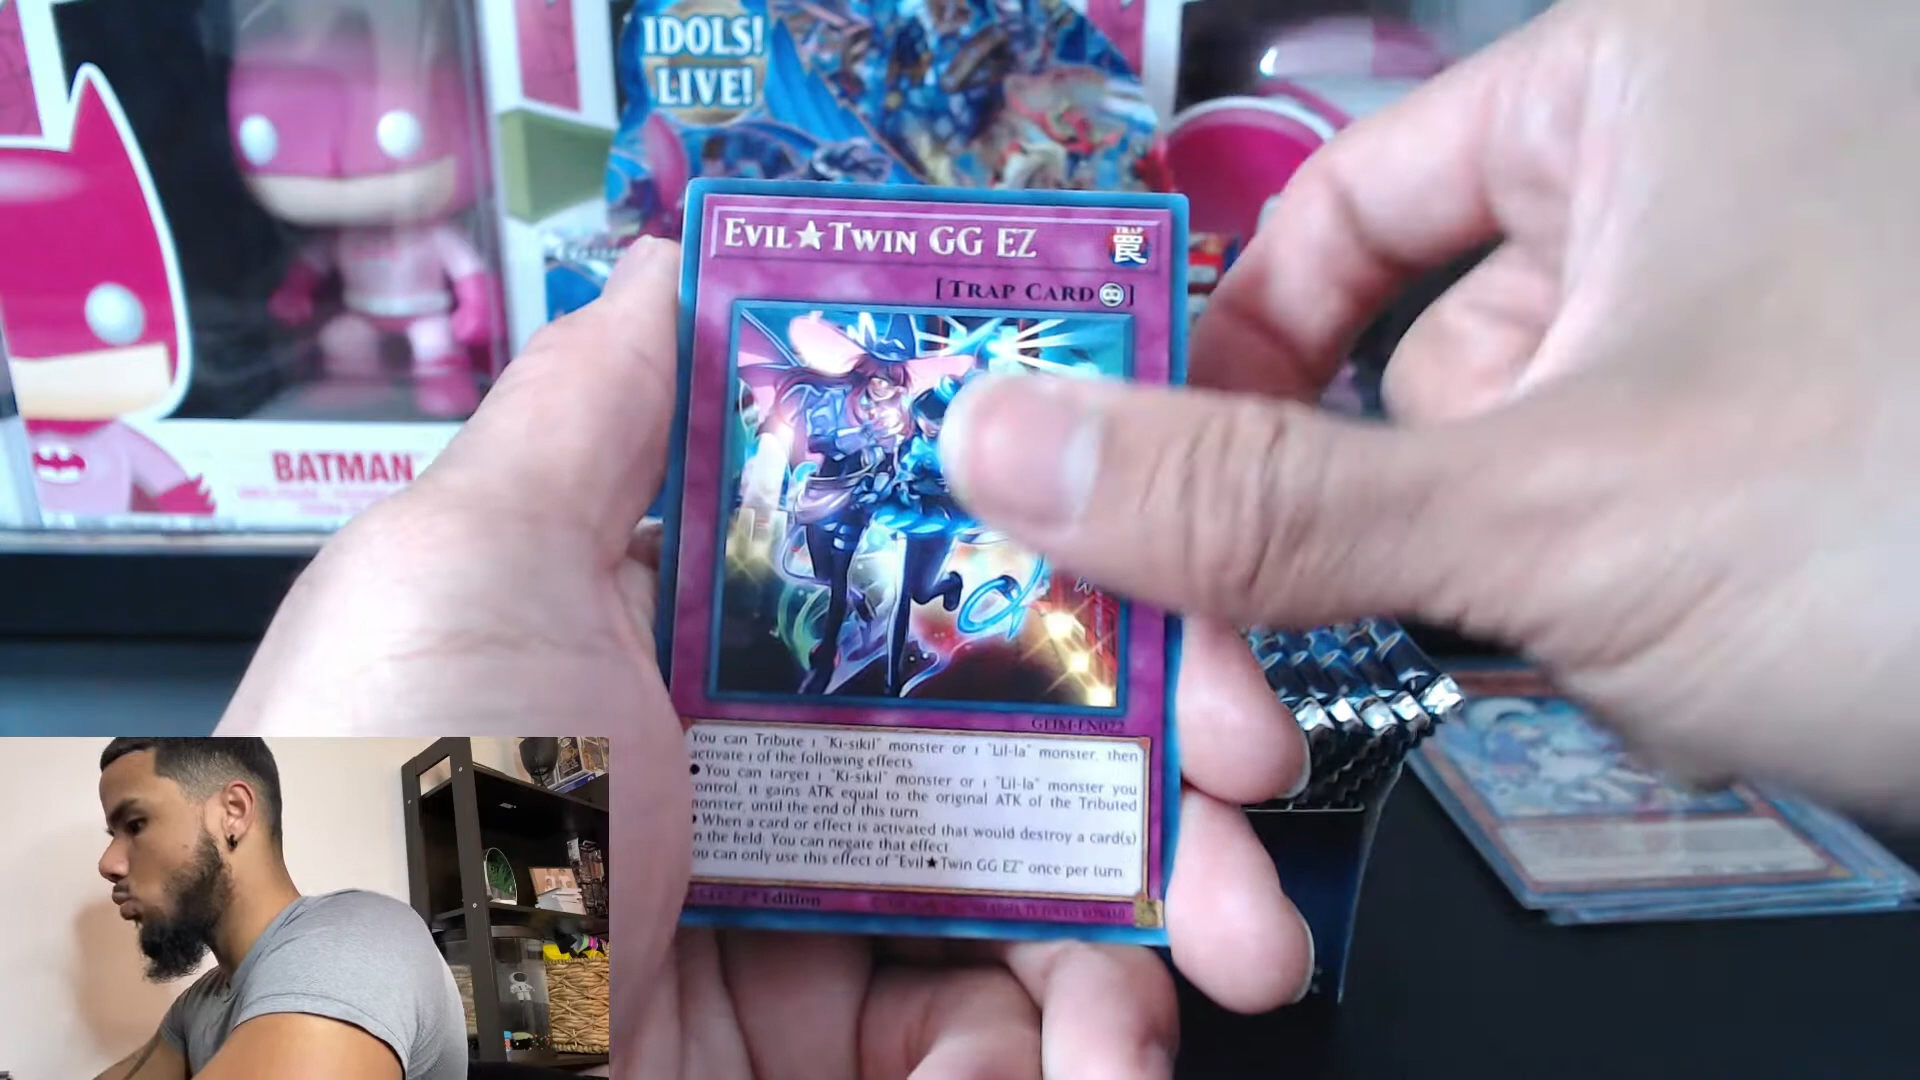 IDOLS!
LIVE!
EVIL★TWIN GG EZ
TRAP
罠
[TRAP CARD ]
BATMAN
GEIM-EN022
You can Tribute 1 "Ki-sikil" monster or 1 "Lil-la" monster, then
activate 1 of the following effects.
●You can target 1 "Ki-sikil" monster or 1 "Lil-la" monster you
control, it gains ATK equal to the original ATK of the Tributed
monster, until the end of this turn.
● When a card or effect is activated that would destroy a card(s)
on the field: You can negate that effect.
You can only use this effect of "Evil★Twin GG EZ" once per turn.
1st Edition